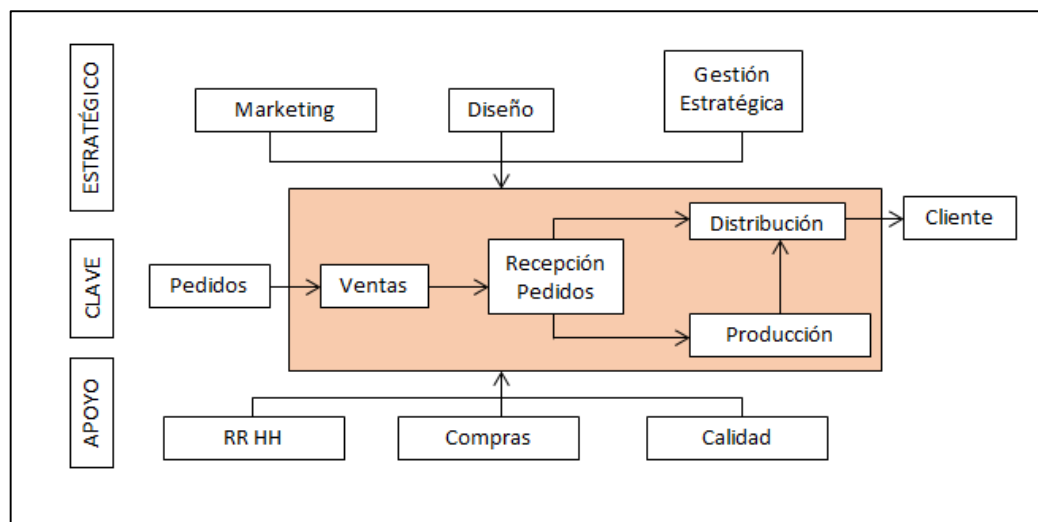 ESTRATÉGICO
Marketing
Diseño
Gestión
Estratégica
CLAVE
Pedidos
Ventas
Recepción
Pedidos
Distribución
Producción
Cliente
APOYO
RR HH
Compras
Calidad